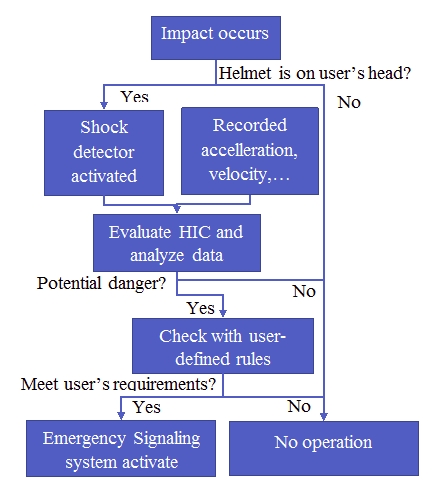 Impact occurs
Helmet is on user's head?
Yes
No
Shock
detector
activated
Recorded
accelleration,
velocity,…
Evaluate HIC and
analyze data
Potential danger?
No
Yes
Check with user-
defined rules
Meet user's requirements?
Yes
No
Emergency Signaling
system activate
No operation